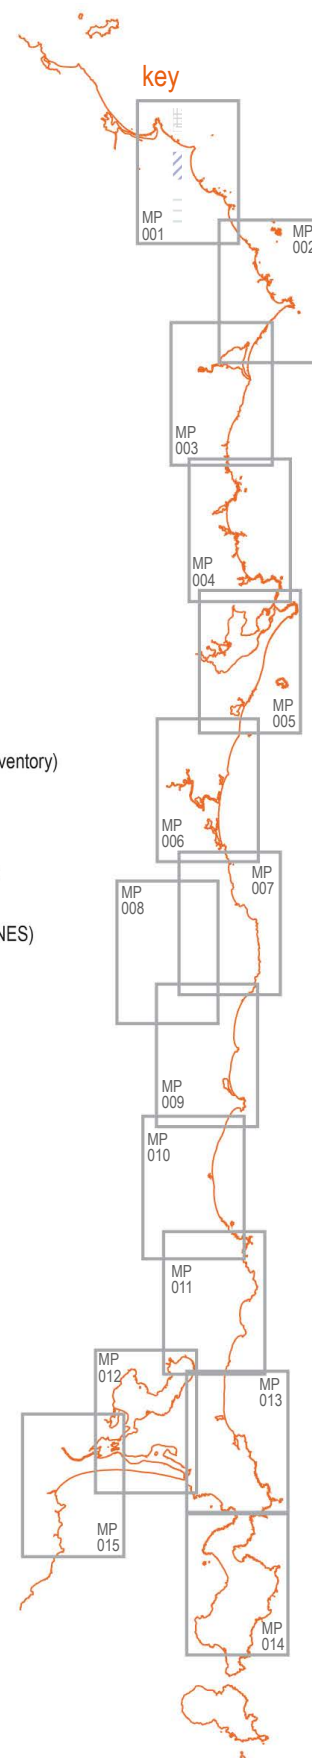 key
MP
001
MP
002
MP
003
MP
004
MP
005
ventory)
MP
006
MP
007
MP
008
NES)
MP
009
MP
010
MP
011
MP
012
MP
013
MP
015
MP
014